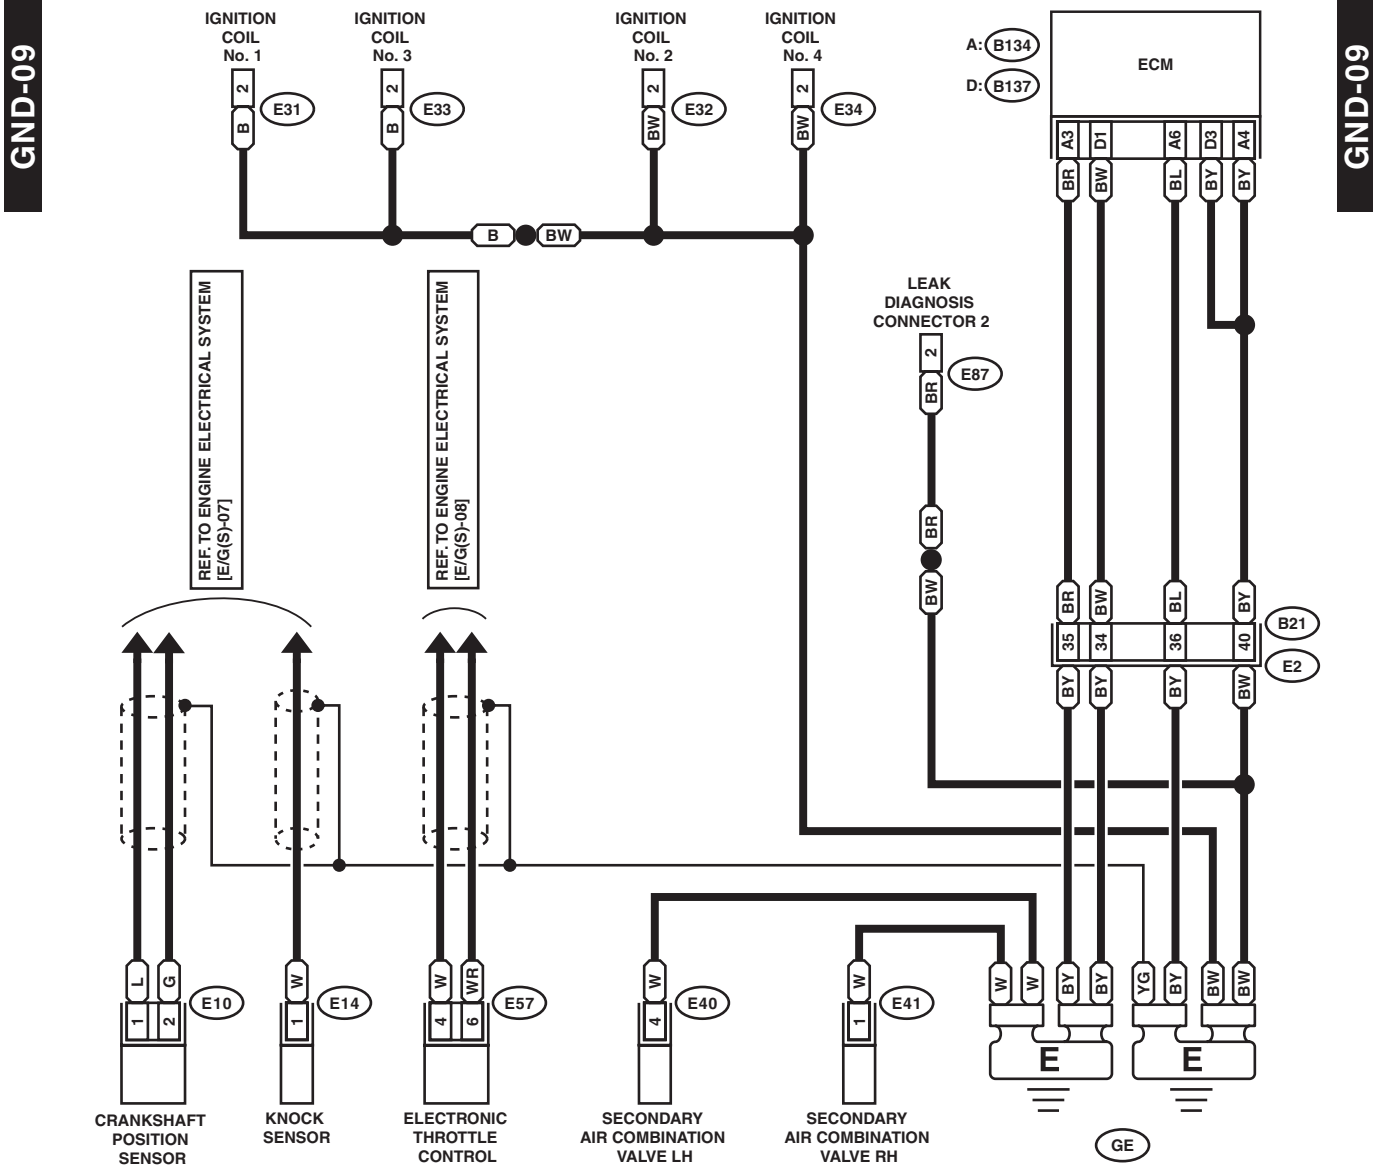 GND-09
GND-09
IGNITION
COIL
No. 1
IGNITION
COIL
No. 3
IGNITION
COIL
No. 2
IGNITION
COIL
No. 4
2
B
E31
2
B
E33
2
BW
E32
2
BW
E34
A: B134
D: B137
ECM
A3 D1 A6 D3 A4
BR BW BL BY BY
B BW
REF. TO ENGINE ELECTRICAL SYSTEM
[E/G(S)-07]
REF. TO ENGINE ELECTRICAL SYSTEM
[E/G(S)-08]
LEAK
DIAGNOSIS
CONNECTOR 2
2
BR
E87
BR
BW
BR BW BL BY
35 34 36 40
B21
E2
BY BY BY BW
L G
1 2
E10
W
1
E14
W WR
4 6
E57
W
4
E40
W
1
E41
W W BY BY YG BY BW BW
E E
GE
CRANKSHAFT
POSITION
SENSOR
KNOCK
SENSOR
ELECTRONIC
THROTTLE
CONTROL
SECONDARY
AIR COMBINATION
VALVE LH
SECONDARY
AIR COMBINATION
VALVE RH